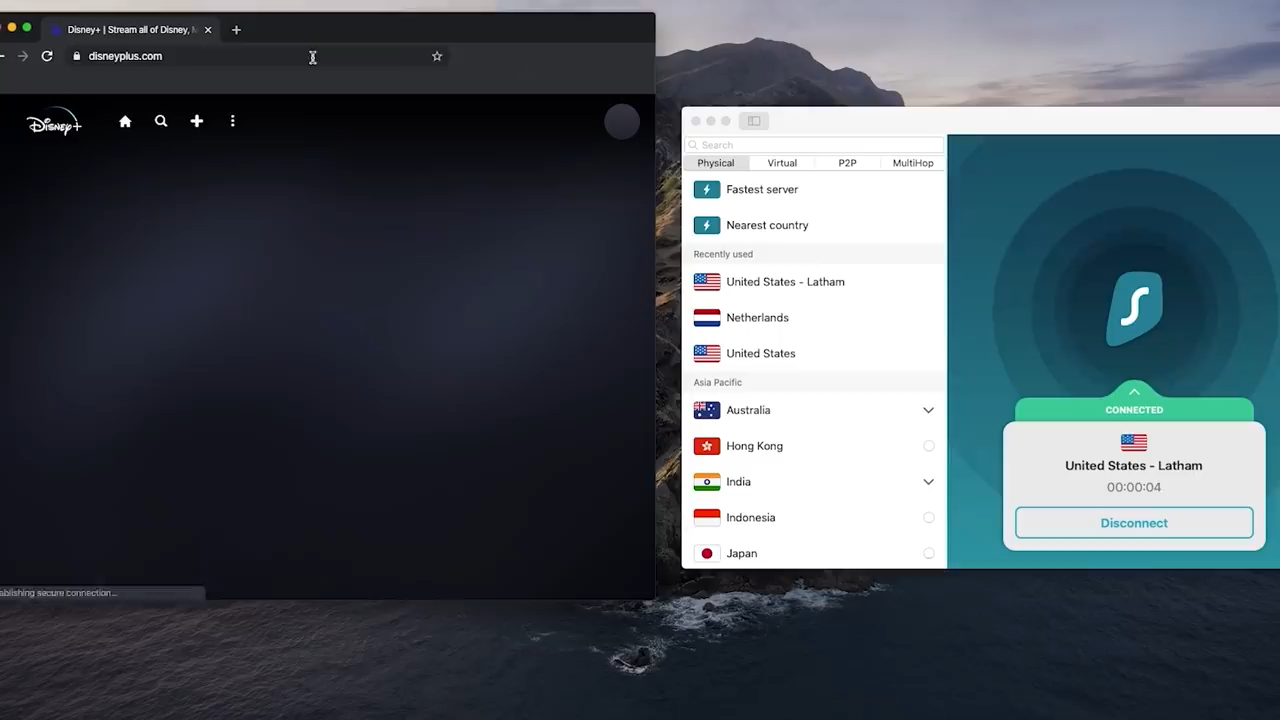 Disney+ | Stream all of Disney,
disneyplus.com
Disney+
ablishing secure connection...
Search
Physical
Virtual
P2P
MultiHop
Fastest server
Nearest country
Recently used
United States - Latham
Netherlands
United States
Asia Pacific
Australia
Hong Kong
India
Indonesia
Japan
CONNECTED
United States - Latham
00:00:04
Disconnect